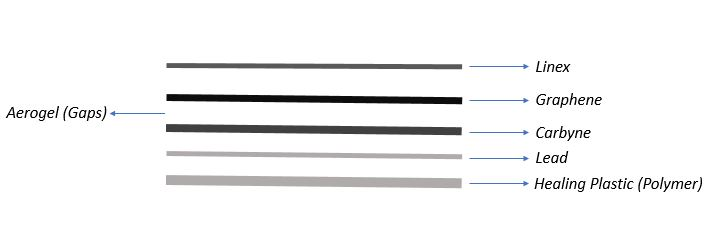 Linex
Graphene
Aerogel (Gaps)
Carbyne
Lead
Healing Plastic (Polymer)